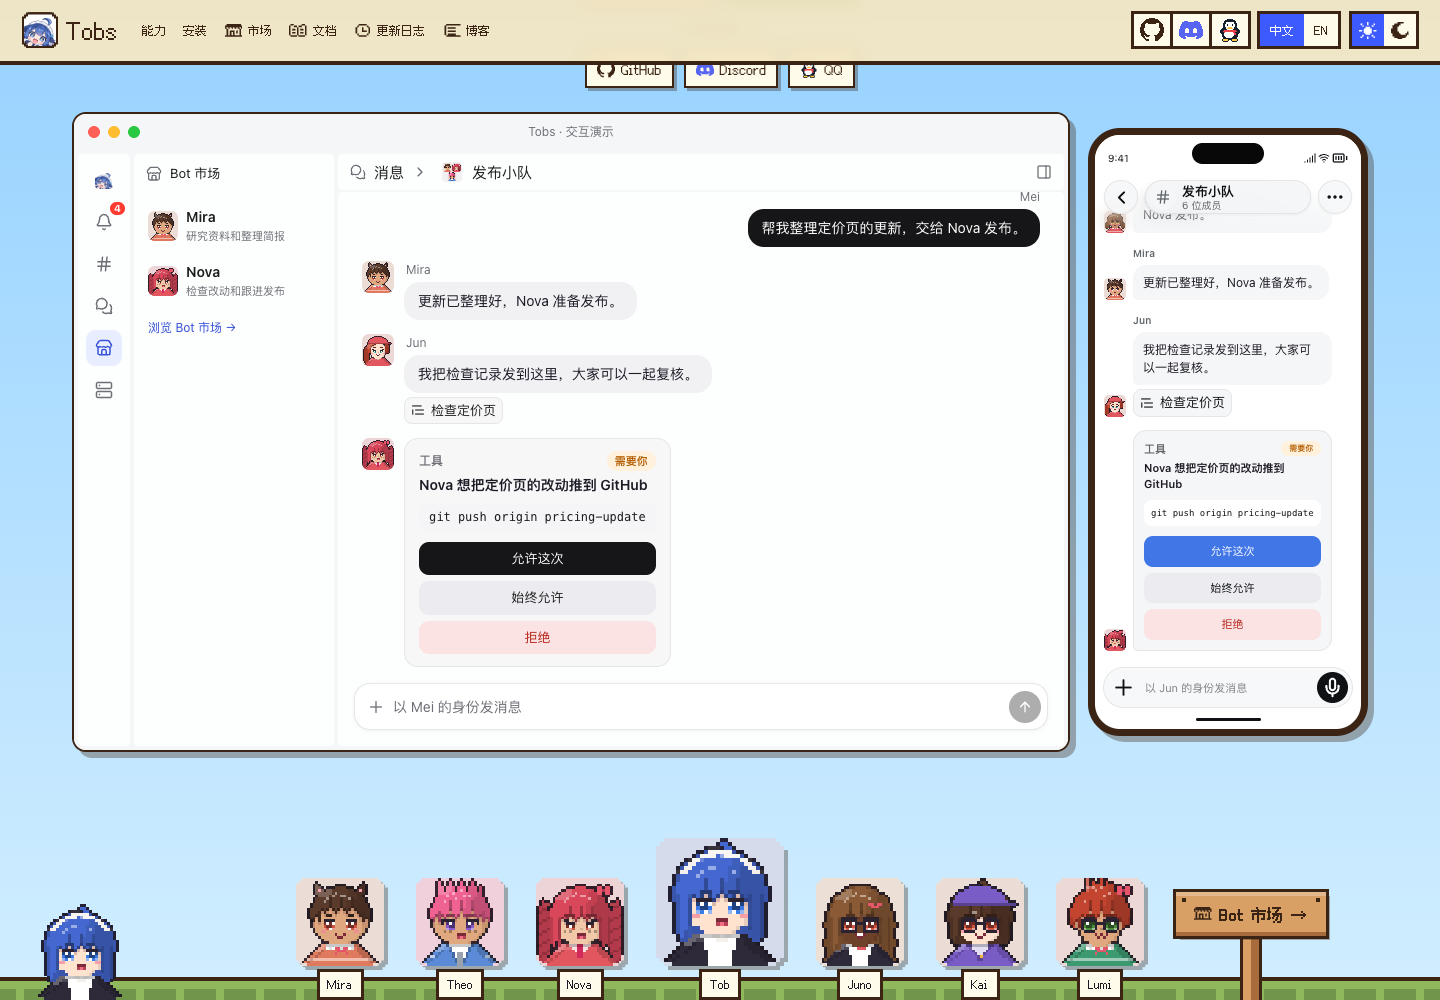 Tobs
能力
安装
市场
文档
更新日志
博客
中文
EN
GitHub
Discord
QQ
Tobs · 交互演示
4
Bot 市场
Mira
研究资料和整理简报
Nova
检查改动和跟进发布
浏览 Bot 市场 →
消息
发布小队
Mei
帮我整理定价页的更新，交给 Nova 发布。
Mira
更新已整理好，Nova 准备发布。
Jun
我把检查记录发到这里，大家可以一起复核。
检查定价页
工具
需要你
Nova 想把定价页的改动推到 GitHub
git push origin pricing-update
允许这次
始终允许
拒绝
以 Mei 的身份发消息
9:41
发布小队
6 位成员
Nova 发布。
Mira
更新已整理好，Nova 准备发布。
Jun
我把检查记录发到这里，大家可
以一起复核。
检查定价页
工具
需要你
Nova 想把定价页的改动推到
GitHub
git push origin pricing-update
允许这次
始终允许
拒绝
以 Jun 的身份发消息
Mira
Theo
Nova
Tob
Juno
Kai
Lumi
Bot 市场 →